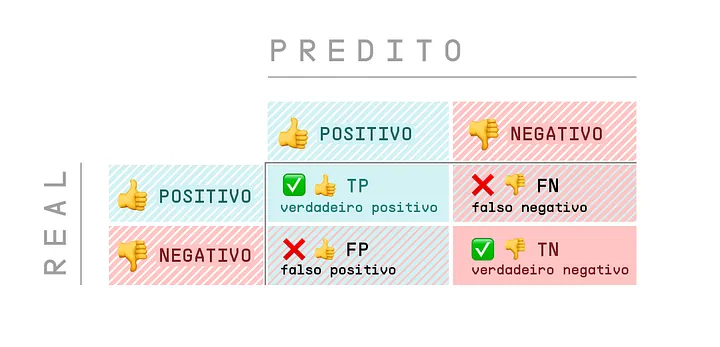 PREDITO
POSITIVO NEGATIVO
REAL
POSITIVO TP FN
verdadeiro positivo falso negativo
NEGATIVO FP TN
falso positivo verdadeiro negativo